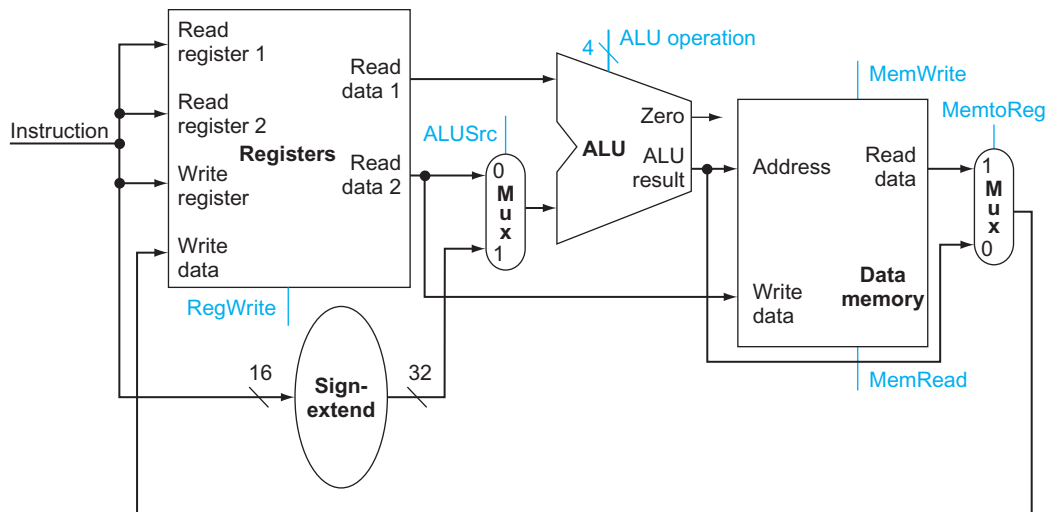 Instruction
Read
register 1
Read
register 2
Write
register
Write
data
Registers
Read
data 1
Read
data 2
RegWrite
16
Sign-
extend
32
ALUSrc
0
Mux
1
4
ALU operation
Zero
ALU
ALU
result
MemWrite
Address
Read
data
Write
data
Data
memory
MemRead
MemtoReg
1
Mux
0